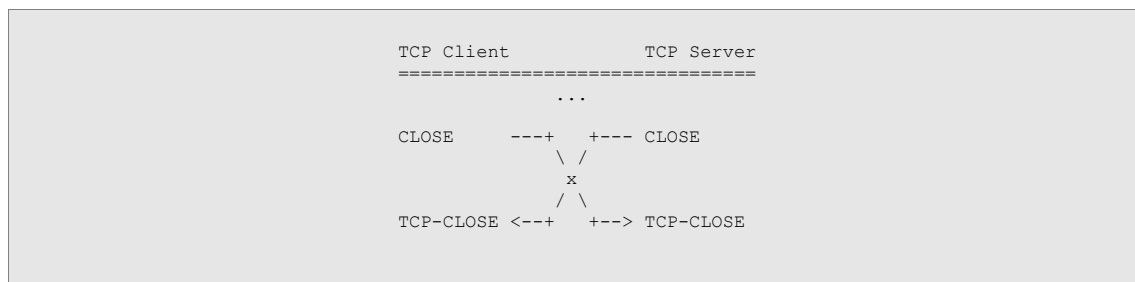 TCP Client            TCP Server
================================
              ...
CLOSE     ---+   +--- CLOSE
              \ /
               x
              / \
TCP-CLOSE <--+   +--> TCP-CLOSE